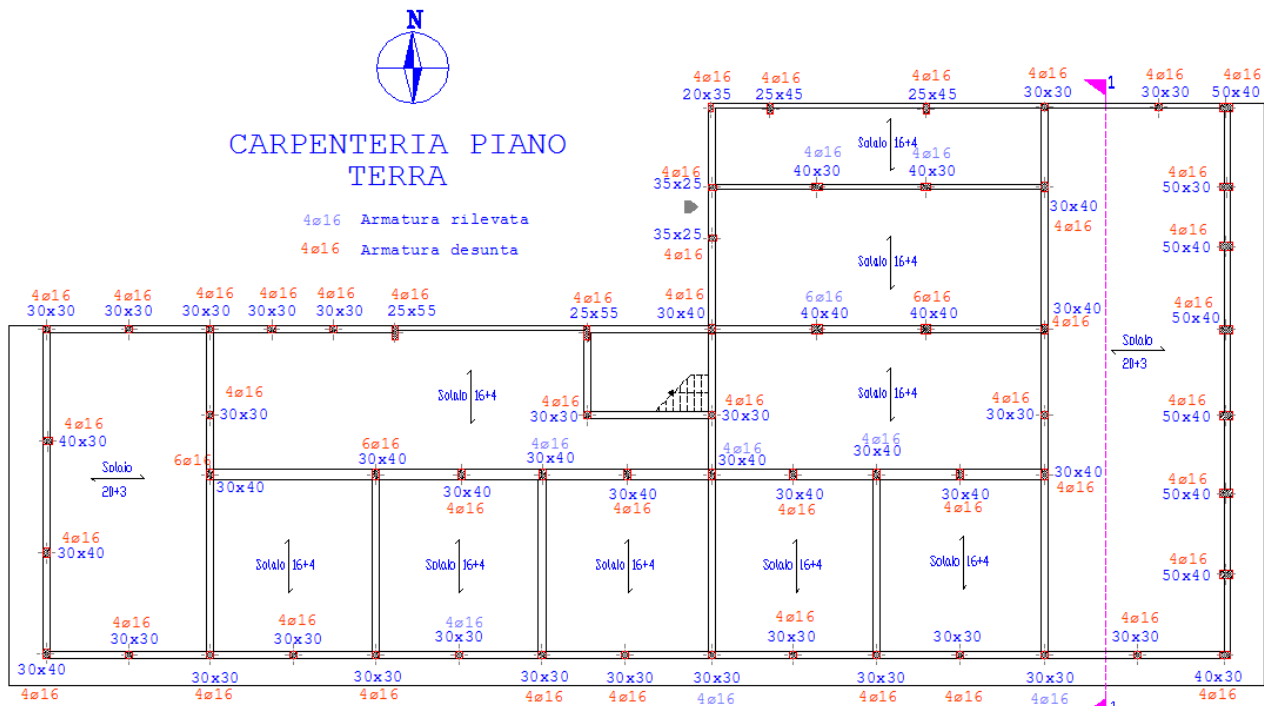 N
CARPENTERIA PIANO
TERRA
4ø16 Armatura rilevata
4ø16 Armatura desunta
4ø16 4ø16 4ø16 4ø16 4ø16 4ø16
20x35 25x45 25x45 30x30 1 30x30 50x40
Solaio 16+4
4ø16 4ø16
40x30 40x30
4ø16
35x25
4ø16
50x30
30x40
4ø16
35x25
4ø16
4ø16
50x40
Solaio 16+4
4ø16 4ø16 4ø16 4ø16 4ø16 4ø16 4ø16 4ø16
30x30 30x30 30x30 30x30 30x30 25x55 25x55 30x40
6ø16 6ø16
40x40 40x40
30x40
4ø16
4ø16
50x40
Solaio
20+3
Solaio 16+4
Solaio 16+4
4ø16
30x30
4ø16
30x30
4ø16
30x30
4ø16
30x30
4ø16
50x40
4ø16
40x30
Solaio
20+3
6ø16
30x40
6ø16
30x40
4ø16
30x40
4ø16
30x40
4ø16
30x40
30x40
4ø16
30x40
4ø16
30x40
4ø16
30x40
4ø16
30x40
4ø16
4ø16
50x40
4ø16
30x40
Solaio 16+4
Solaio 16+4
Solaio 16+4
Solaio 16+4
Solaio 16+4
4ø16
50x40
4ø16
30x30
4ø16
30x30
4ø16
30x30
4ø16
30x30
30x30
4ø16
30x30
30x40 30x30 30x30 30x30 30x30 30x30 30x30 30x30 40x30
4ø16 4ø16 4ø16 4ø16 4ø16 4ø16 4ø16 4ø16 4ø16 4ø16
1